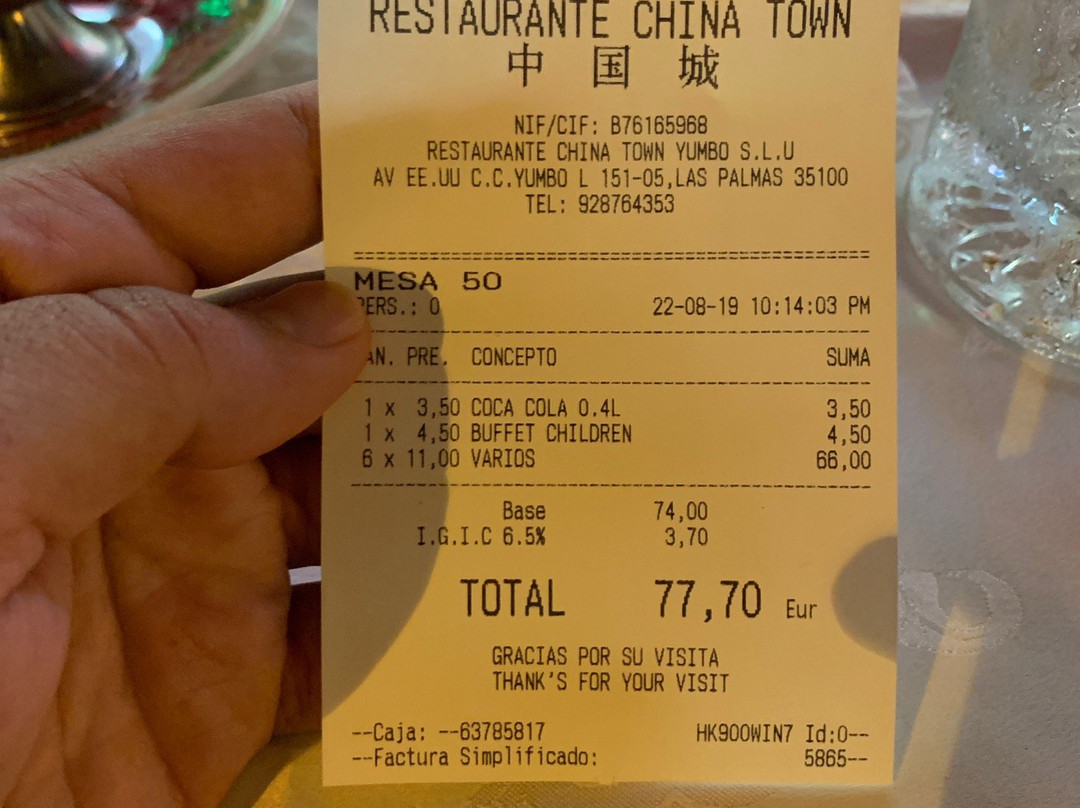 RESTAURANTE CHINA TOWN
中 国 城
NIF/CIF: B76165968
RESTAURANTE CHINA TOWN YUMBO S.L.U
AV EE.UU C.C.YUMBO L 151-05,LAS PALMAS 35100
TEL: 928764353
MESA 50
PERS.: 0 22-08-19 10:14:03 PM
AN. PRE. CONCEPTO SUMA
1 x 3,50 COCA COLA 0.4L 3,50
1 x 4,50 BUFFET CHILDREN 4,50
6 x 11,00 VARIOS 66,00
Base 74,00
I.G.I.C 6.5% 3,70
TOTAL 77,70 Eur
GRACIAS POR SU VISITA
THANK'S FOR YOUR VISIT
--Caja: --63785817 HK900WIN7 Id:0--
--Factura Simplificado: 5865--